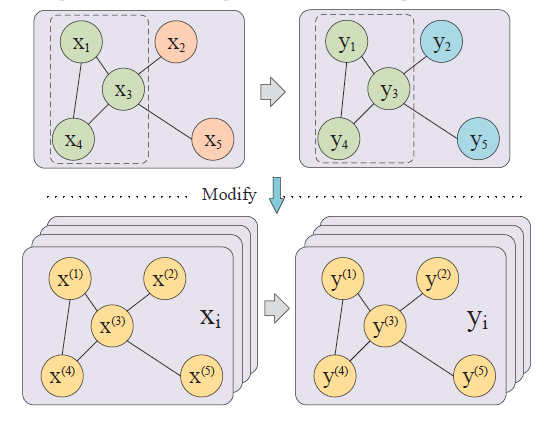 x₁ x₂ y₁ y₂
x₃ y₃
x₄ x₅ y₄ y₅
Modify
x⁽¹⁾ x⁽²⁾ y⁽¹⁾ y⁽²⁾
x⁽³⁾ xᵢ y⁽³⁾ yᵢ
x⁽⁴⁾ x⁽⁵⁾ y⁽⁴⁾ y⁽⁵⁾